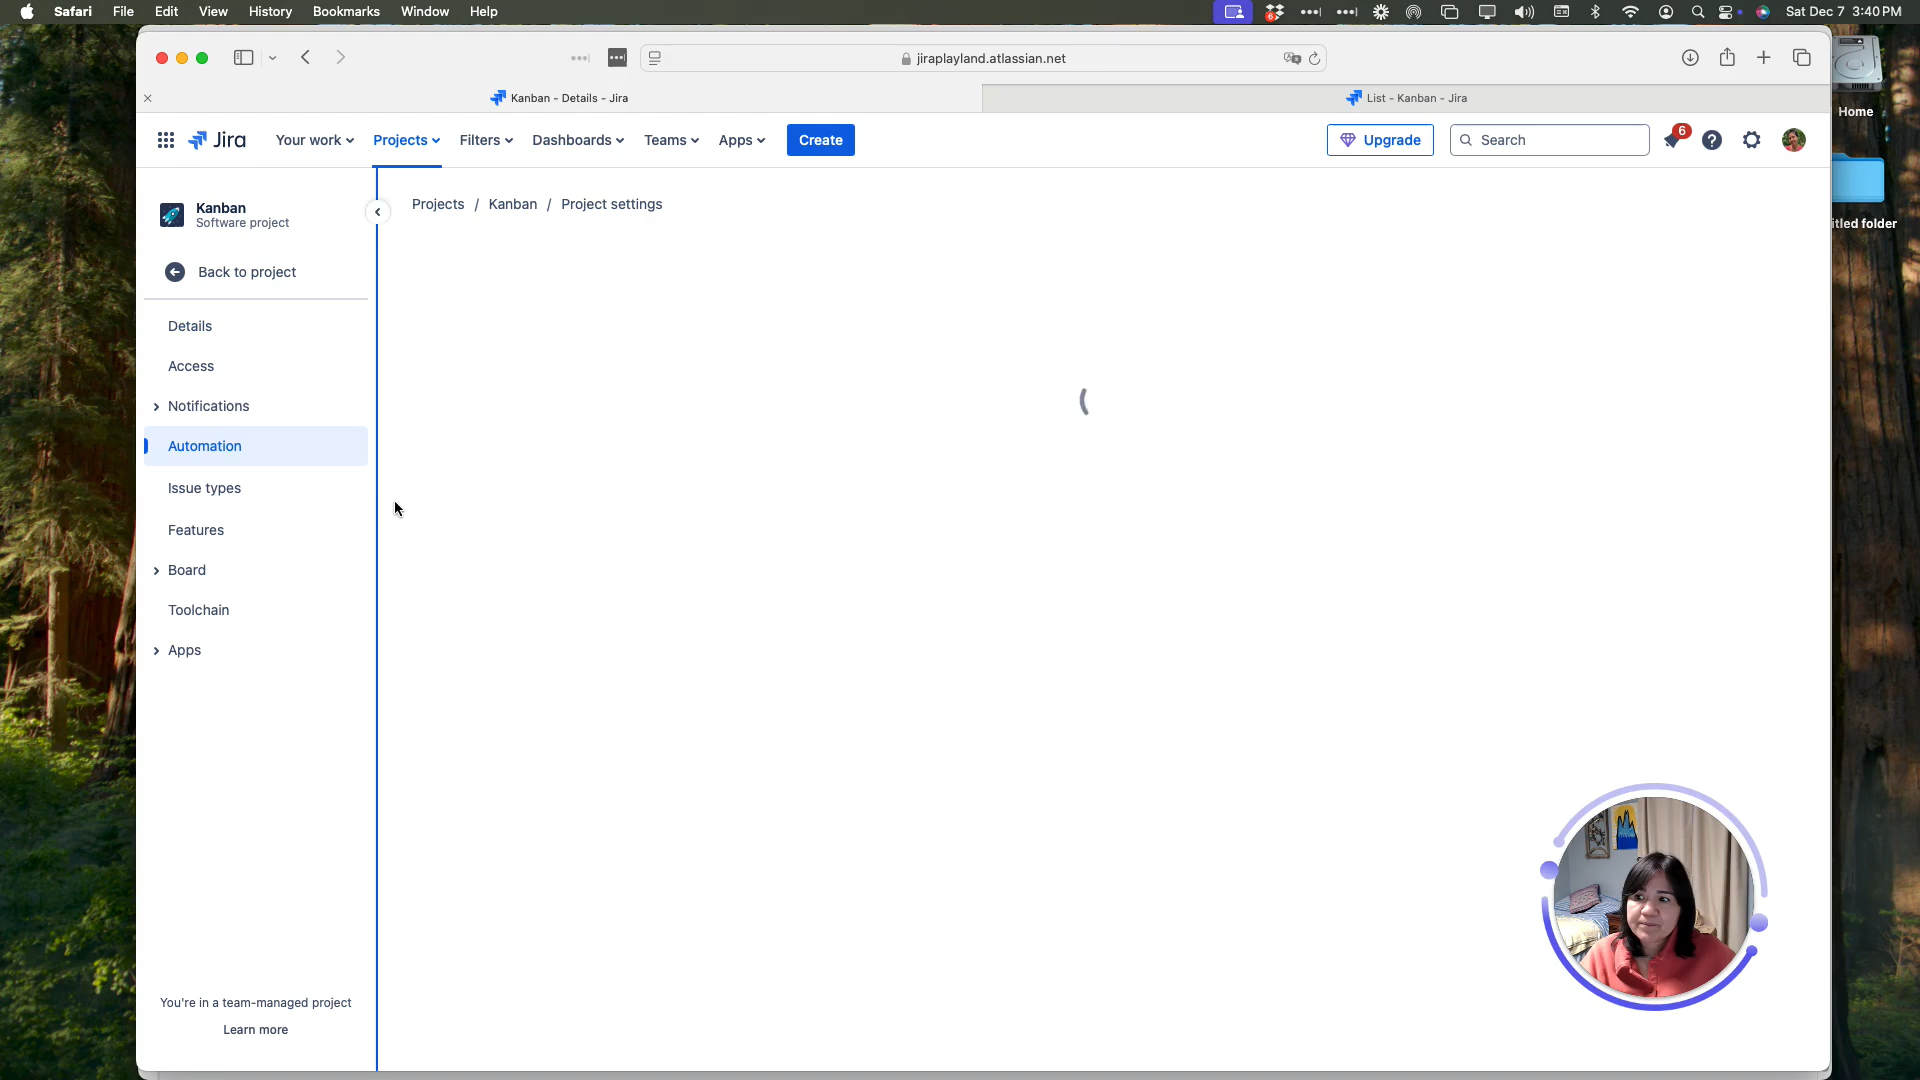 Safari File Edit View History Bookmarks Window Help
6
Sat Dec 7 3:40 PM
jiraplayland.atlassian.net
Kanban - Details - Jira
List - Kanban - Jira
Home
itled folder
Jira
Your work Projects Filters Dashboards Teams Apps Create
Upgrade
Search
6
Kanban
Software project
Projects / Kanban / Project settings
Back to project
Details
Access
Notifications
Automation
Issue types
Features
Board
Toolchain
Apps
You're in a team-managed project
Learn more